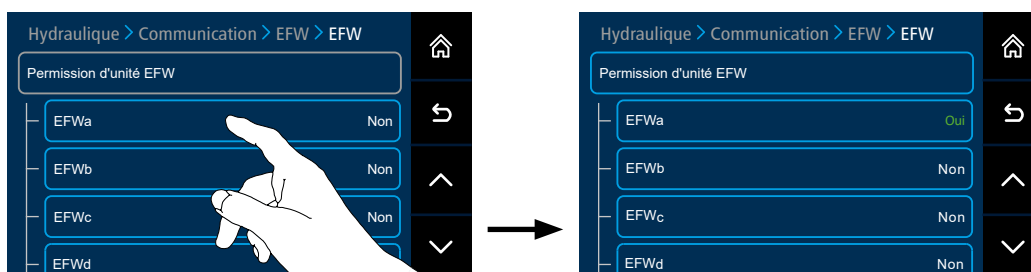 Hydraulique > Communication > EFW > EFW
Permission d'unité EFW
EFWa Non
EFWb Non
EFWc Non
EFWd
Hydraulique > Communication > EFW > EFW
Permission d'unité EFW
EFWa Oui
EFWb Non
EFWc Non
EFWd Non